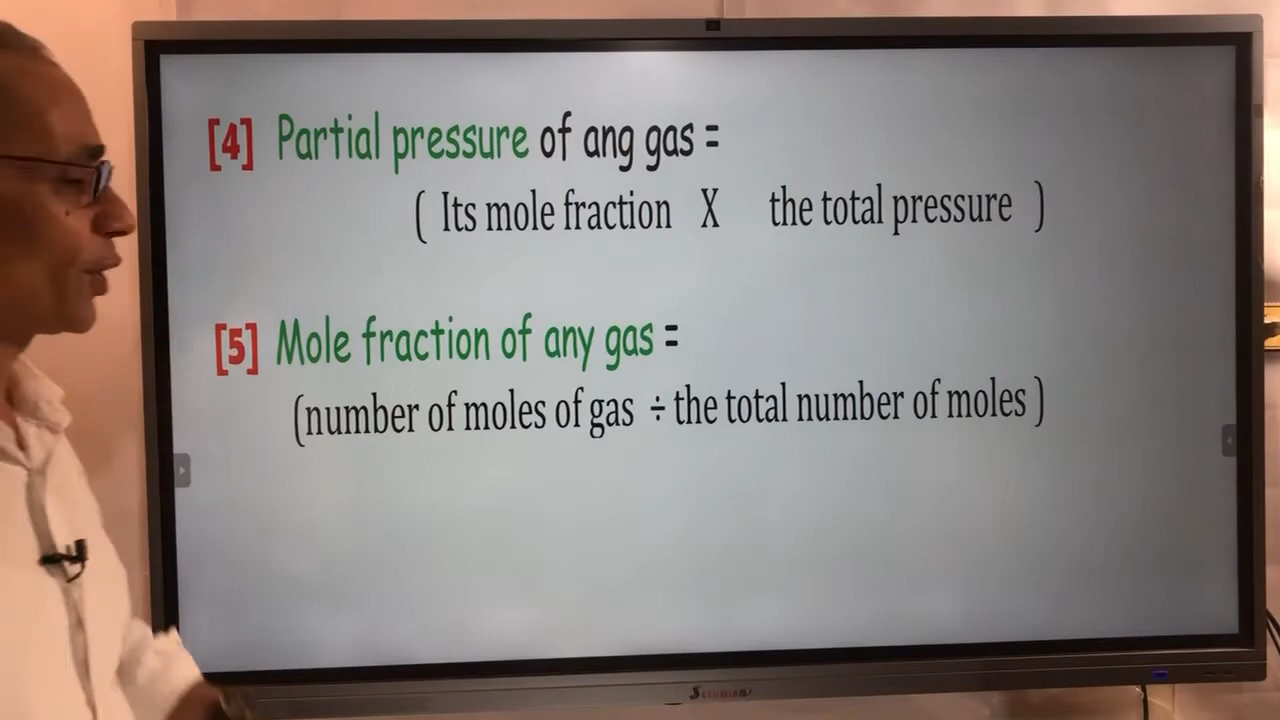 [4] Partial pressure of ang gas =
( Its mole fraction X the total pressure )
[5] Mole fraction of any gas =
(number of moles of gas ÷ the total number of moles )